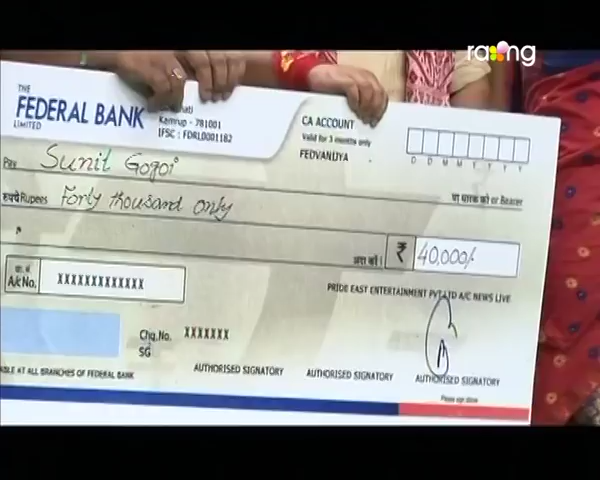 raong
THE
FEDERAL BANK
LIMITED
Kamrup - 781001
IFSC : FDRL0001182
CA ACCOUNT
Valid for 3 months only
FEDVANIJYA
D D M M Y Y Y Y
Pay Sunil Gogoi
या धारक को or Bearer
रुपये Rupees Forty thousand only
अदा करें ₹ 40,000/-
A/c No. XXXXXXXXXXXXX
PRIDE EAST ENTERTAINMENT PVT LTD A/C NEWS LIVE
Chq.No. XXXXXXX
SG
AUTHORISED SIGNATORY AUTHORISED SIGNATORY AUTHORISED SIGNATORY
ABLE AT ALL BRANCHES OF FEDERAL BANK
Please sign above